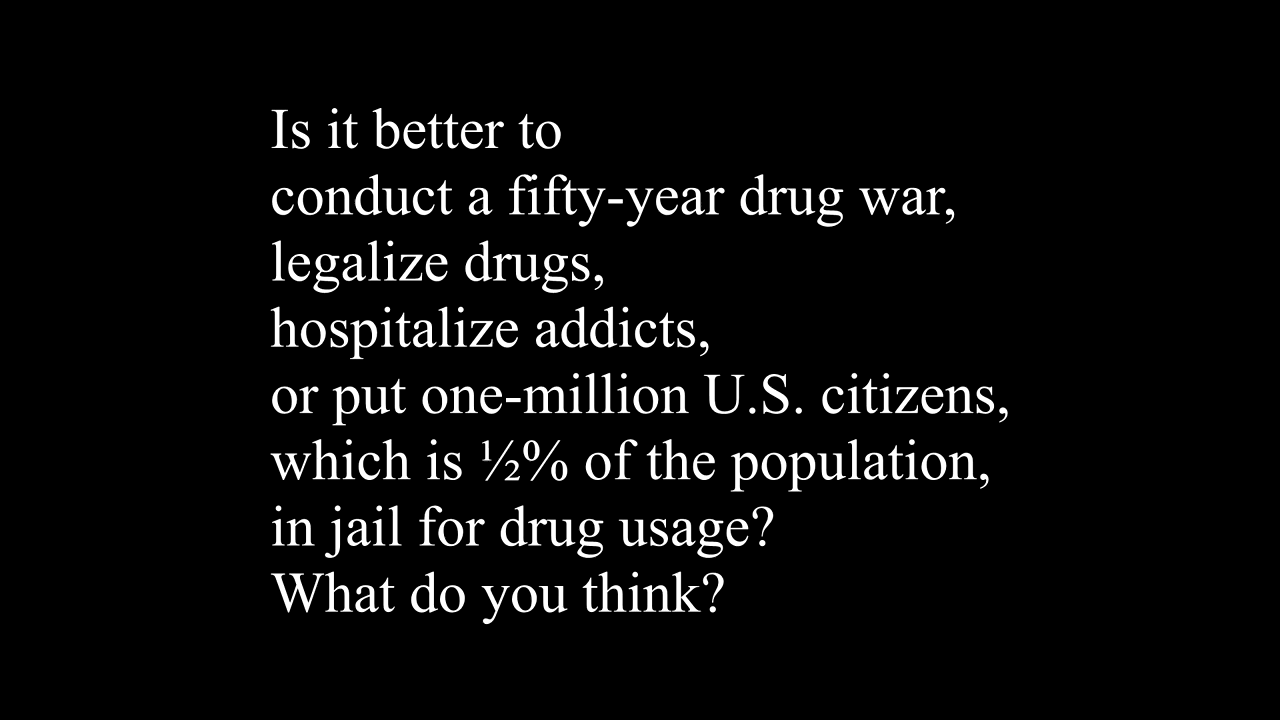 Is it better to
conduct a fifty-year drug war,
legalize drugs,
hospitalize addicts,
or put one-million U.S. citizens,
which is ½% of the population,
in jail for drug usage?
What do you think?